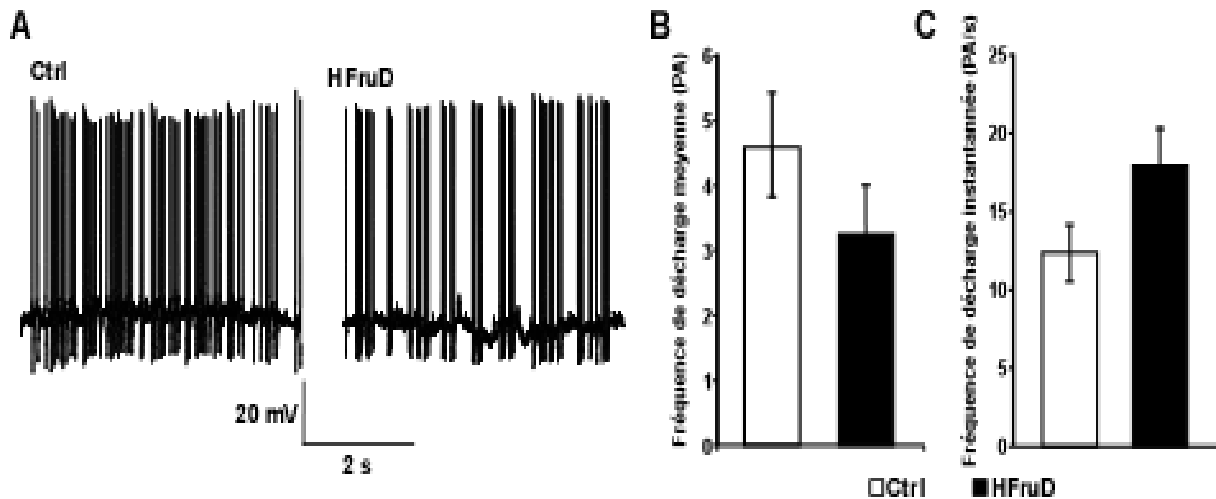 A
Ctrl
HFruD
20 mV
2 s
B
Fréquence de décharge moyenne (PA)
6
5
4
3
2
1
0
C
Fréquence de décharge instantannée (PA/s)
25
20
15
10
5
0
Ctrl
HFruD